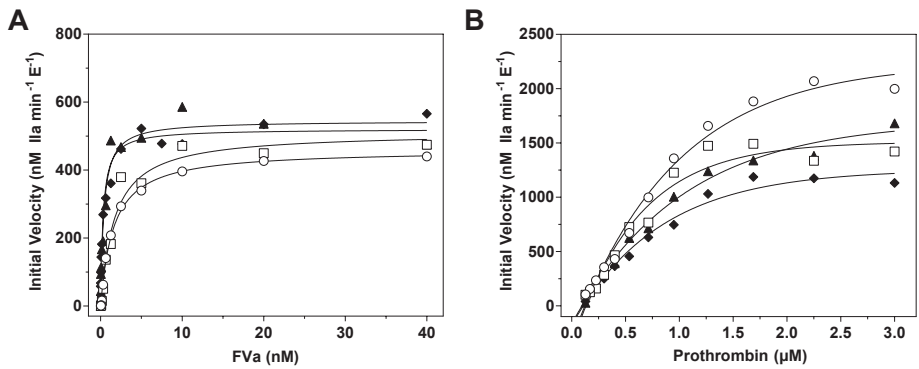 A
Initial Velocity (nM IIa min⁻¹ E⁻¹)
800
600
400
200
0
0 10 20 30 40
FVa (nM)
B
Initial Velocity (nM IIa min⁻¹ E⁻¹)
2500
2000
1500
1000
500
0
0.0 0.5 1.0 1.5 2.0 2.5 3.0
Prothrombin (µM)